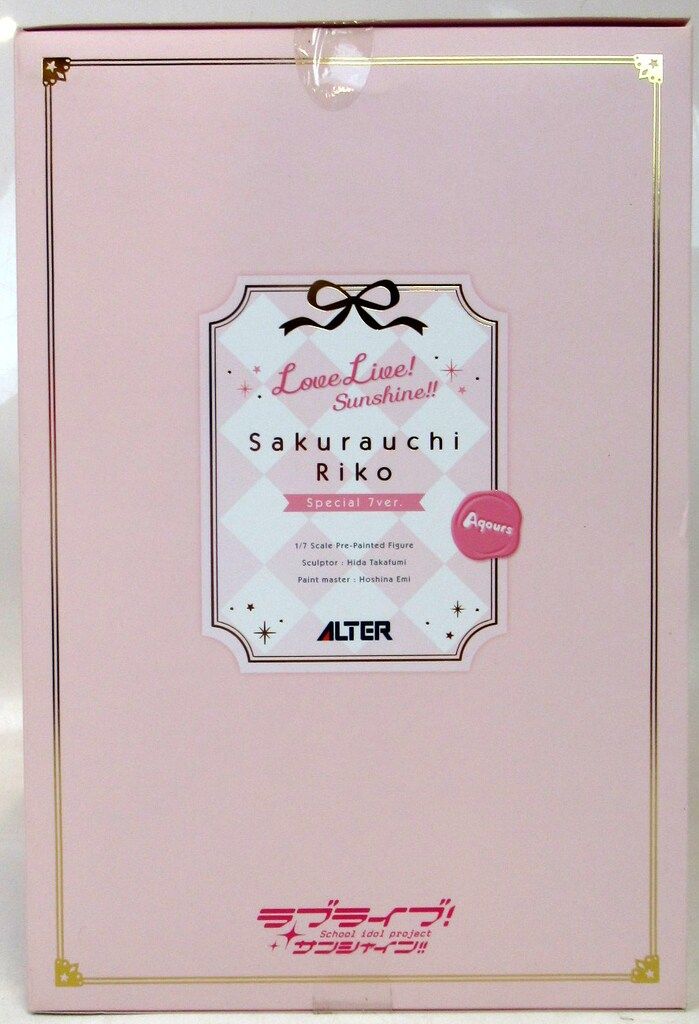 Love Live!
Sunshine!!
Sakurauchi
Riko
Special 7ver.
Aqours
1/7 Scale Pre-Painted Figure
Sculptor : Hida Takafumi
Paint master : Hoshina Emi
ALTER
ラブライブ!
School idol project
サンシャイン!!